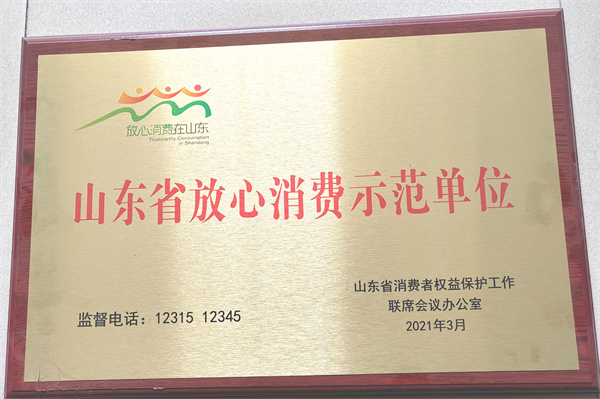 放心消费在山东
Trustworthy Consumption
in Shandong
山东省放心消费示范单位
山东省消费者权益保护工作
联席会议办公室
2021年3月
监督电话：12315 12345